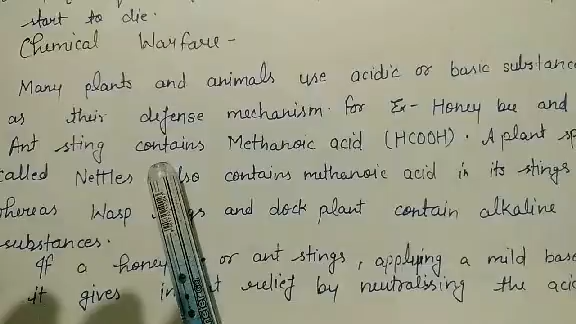 start to die.
Chemical Warfare -
Many plants and animals use acidic or basic substance
as their defense mechanism. For Ex- Honey bee and
Ant sting contains Methanoic acid (HCOOH). A plant sp
called Nettles also contains methanoic acid in its stings
whereas Wasp and dock plant contain alkaline
substances.
If a honey or ant stings, applying a mild base
it gives relief by neutralising the acid